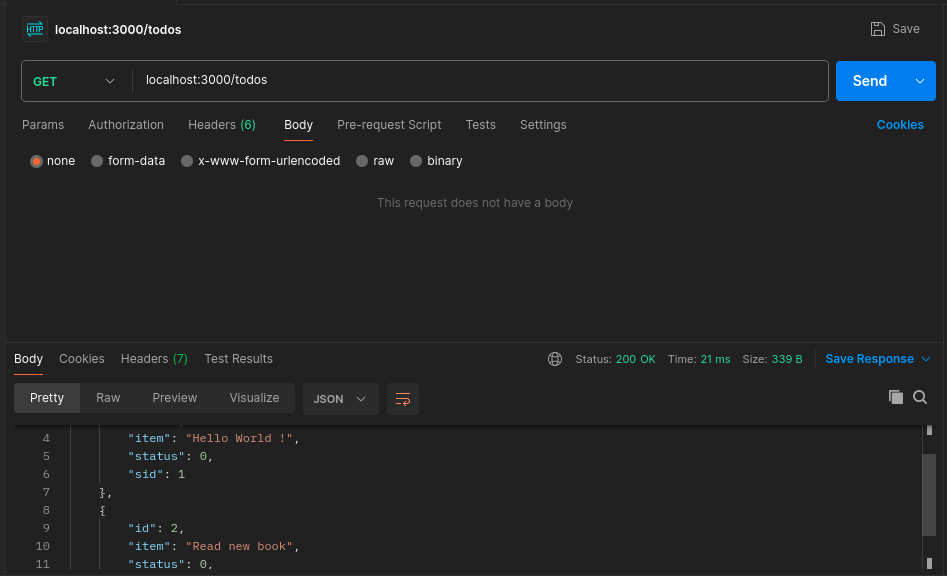 HTTP localhost:3000/todos Save
GET localhost:3000/todos Send
Params Authorization Headers (6) Body Pre-request Script Tests Settings Cookies
none form-data x-www-form-urlencoded raw binary
This request does not have a body
Body Cookies Headers (7) Test Results Status: 200 OK Time: 21 ms Size: 339 B Save Response
Pretty Raw Preview Visualize JSON
4 "item": "Hello World !",
5 "status": 0,
6 "sid": 1
7 },
8 {
9 "id": 2,
10 "item": "Read new book",
11 "status": 0,